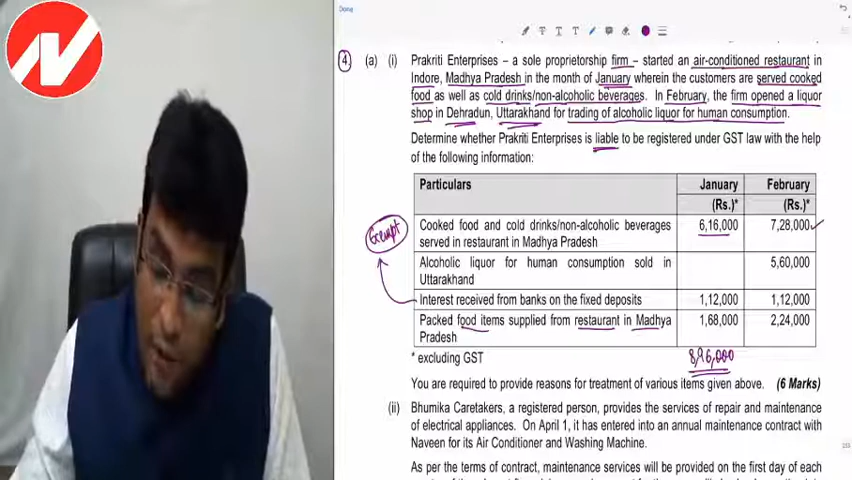 Done
4 (a) (i) Prakriti Enterprises – a sole proprietorship firm – started an air-conditioned restaurant in
Indore, Madhya Pradesh in the month of January wherein the customers are served cooked
food as well as cold drinks/non-alcoholic beverages. In February, the firm opened a liquor
shop in Dehradun, Uttarakhand for trading of alcoholic liquor for human consumption.
Determine whether Prakriti Enterprises is liable to be registered under GST law with the help
of the following information:
Particulars January February
(Rs.)* (Rs.)*
Cooked food and cold drinks/non-alcoholic beverages 6,16,000 7,28,000
served in restaurant in Madhya Pradesh
Exempt
Alcoholic liquor for human consumption sold in 5,60,000
Uttarakhand
Interest received from banks on the fixed deposits 1,12,000 1,12,000
Packed food items supplied from restaurant in Madhya 1,68,000 2,24,000
Pradesh
* excluding GST 8,96,000
You are required to provide reasons for treatment of various items given above. (6 Marks)
(ii) Bhumika Caretakers, a registered person, provides the services of repair and maintenance
of electrical appliances. On April 1, it has entered into an annual maintenance contract with
Naveen for its Air Conditioner and Washing Machine.
As per the terms of contract, maintenance services will be provided on the first day of each